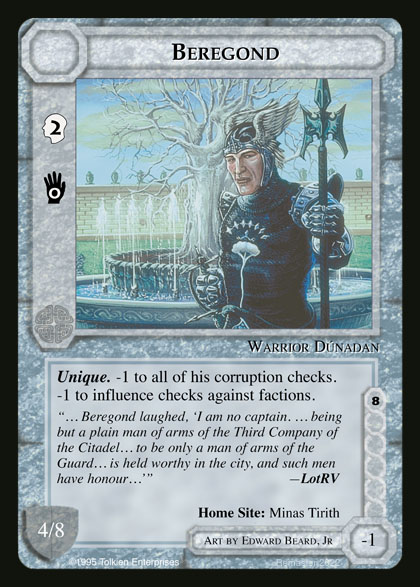 BEREGOND
2
WARRIOR DÚNADAN
Unique. -1 to all of his corruption checks.
-1 to influence checks against factions.
8
“… Beregond laughed, ‘I am no captain. … being
but a plain man of arms of the Third Company of
the Citadel… to be only a man of arms of the
Guard… is held worthy in the city, and such men
have honour…’” –LotRV
Home Site: Minas Tirith
4/8
ART BY EDWARD BEARD, JR
-1
©1995 Tolkien Enterprises